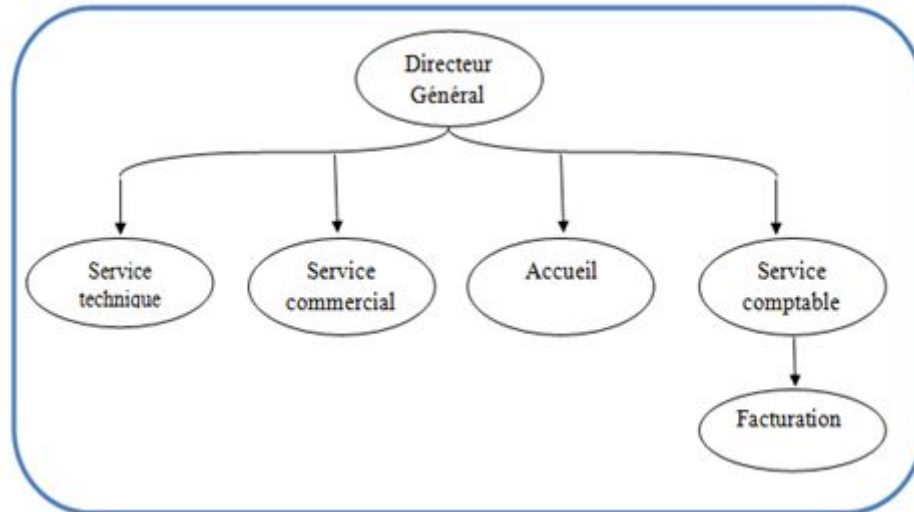 Directeur
Général
Service
technique
Service
commercial
Accueil
Service
comptable
Facturation